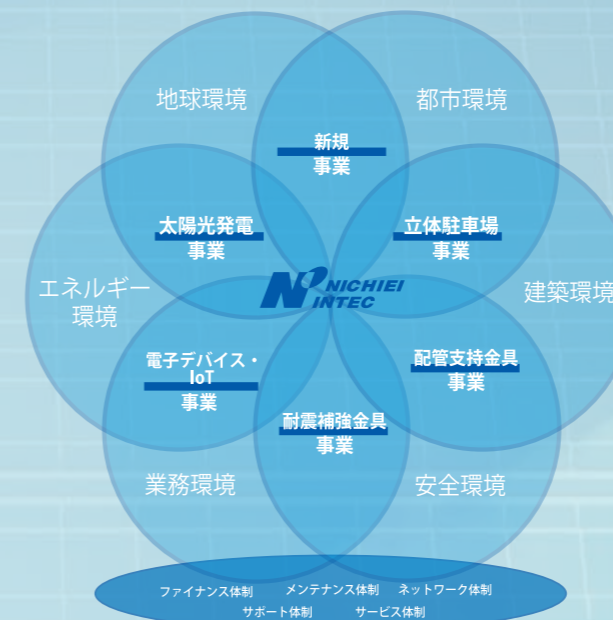 地球環境
都市環境
新規
事業
太陽光発電
事業
立体駐車場
事業
エネルギー
環境
NICHIEI
INTEC
建築環境
電子デバイス・
IoT
事業
配管支持金具
事業
耐震補強金具
事業
業務環境
安全環境
ファイナンス体制
メンテナンス体制
ネットワーク体制
サポート体制
サービス体制